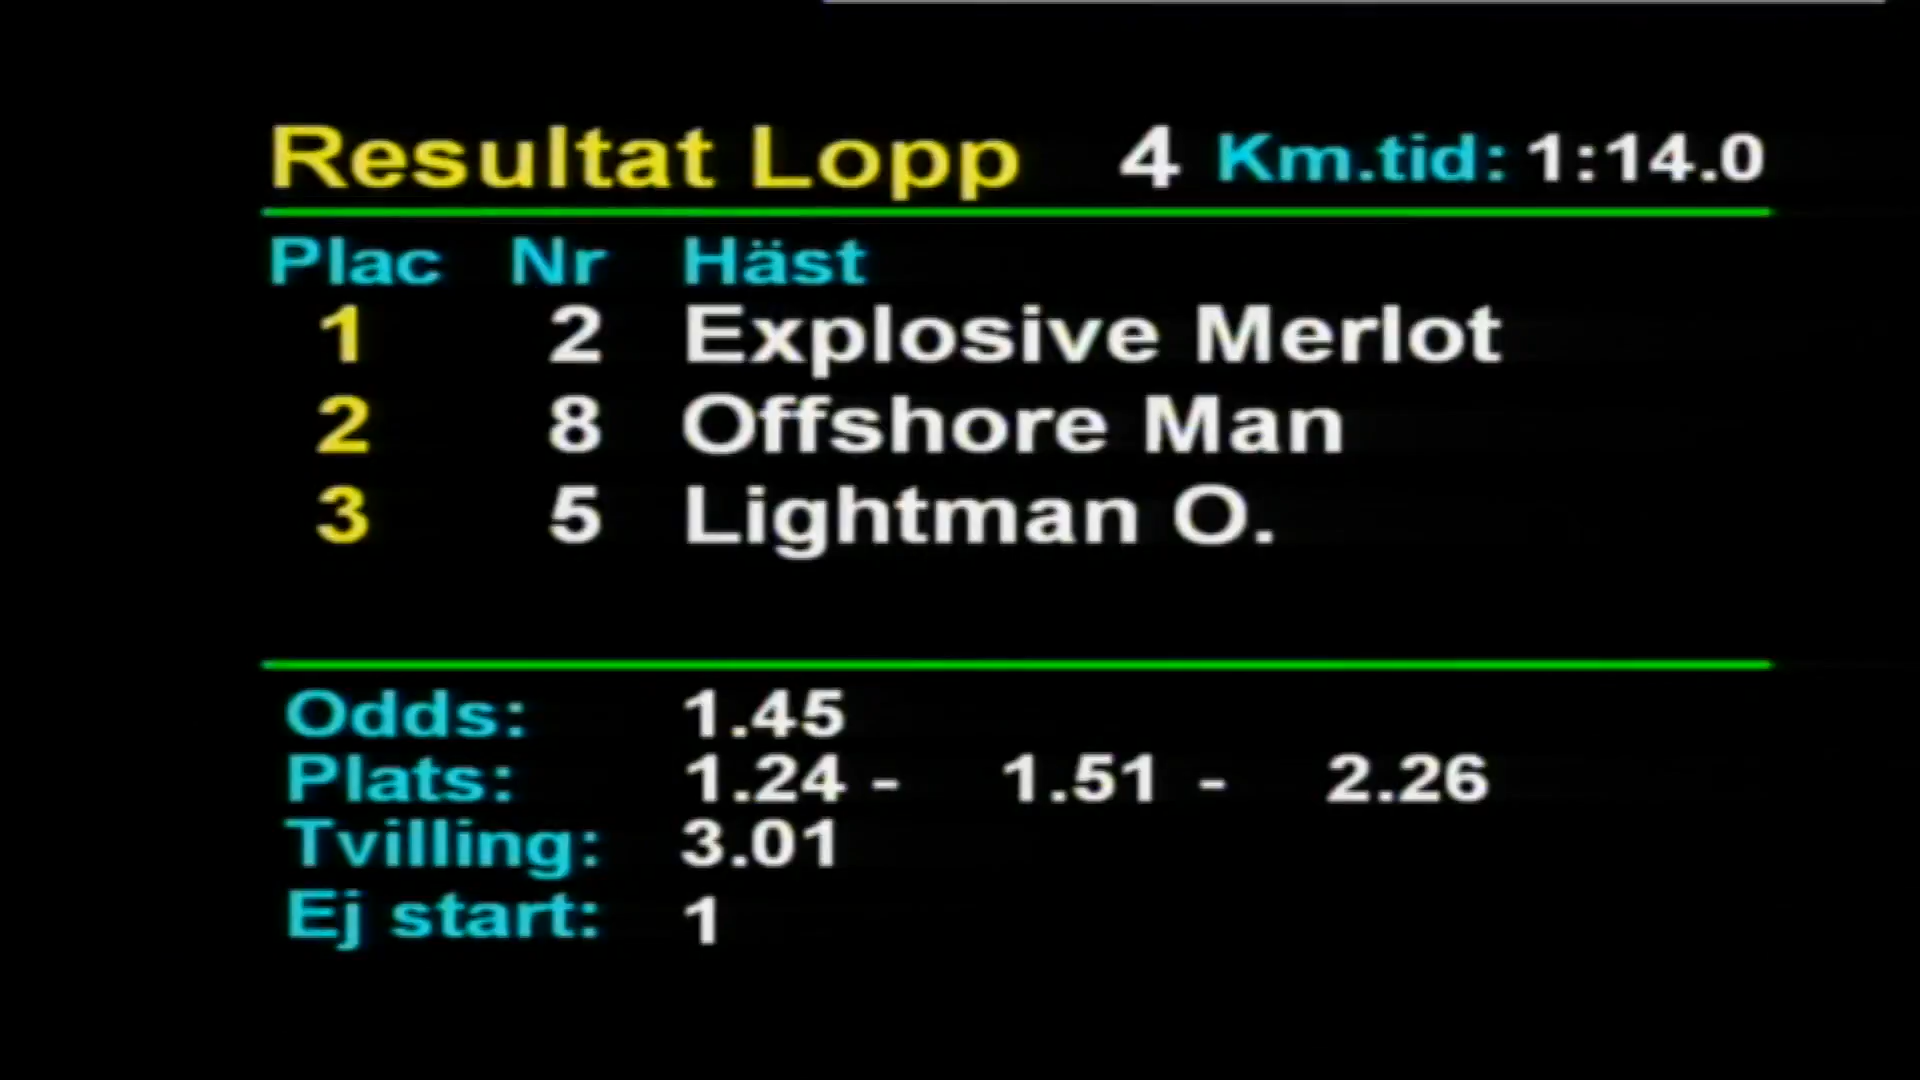 Resultat Lopp 4 Km.tid: 1:14.0
Plac Nr Häst
1 2 Explosive Merlot
2 8 Offshore Man
3 5 Lightman O.
Odds: 1.45
Plats: 1.24 - 1.51 - 2.26
Tvilling: 3.01
Ej start: 1